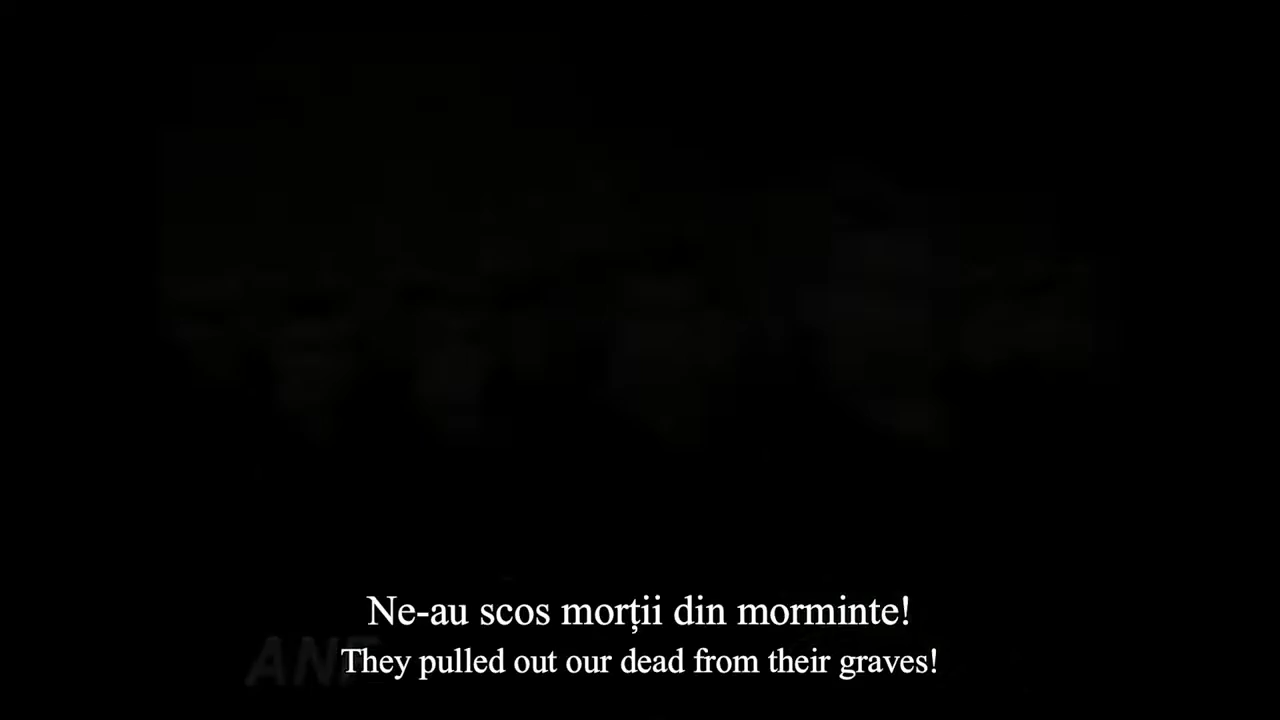 Ne-au scos morții din morminte!
They pulled out our dead from their graves!